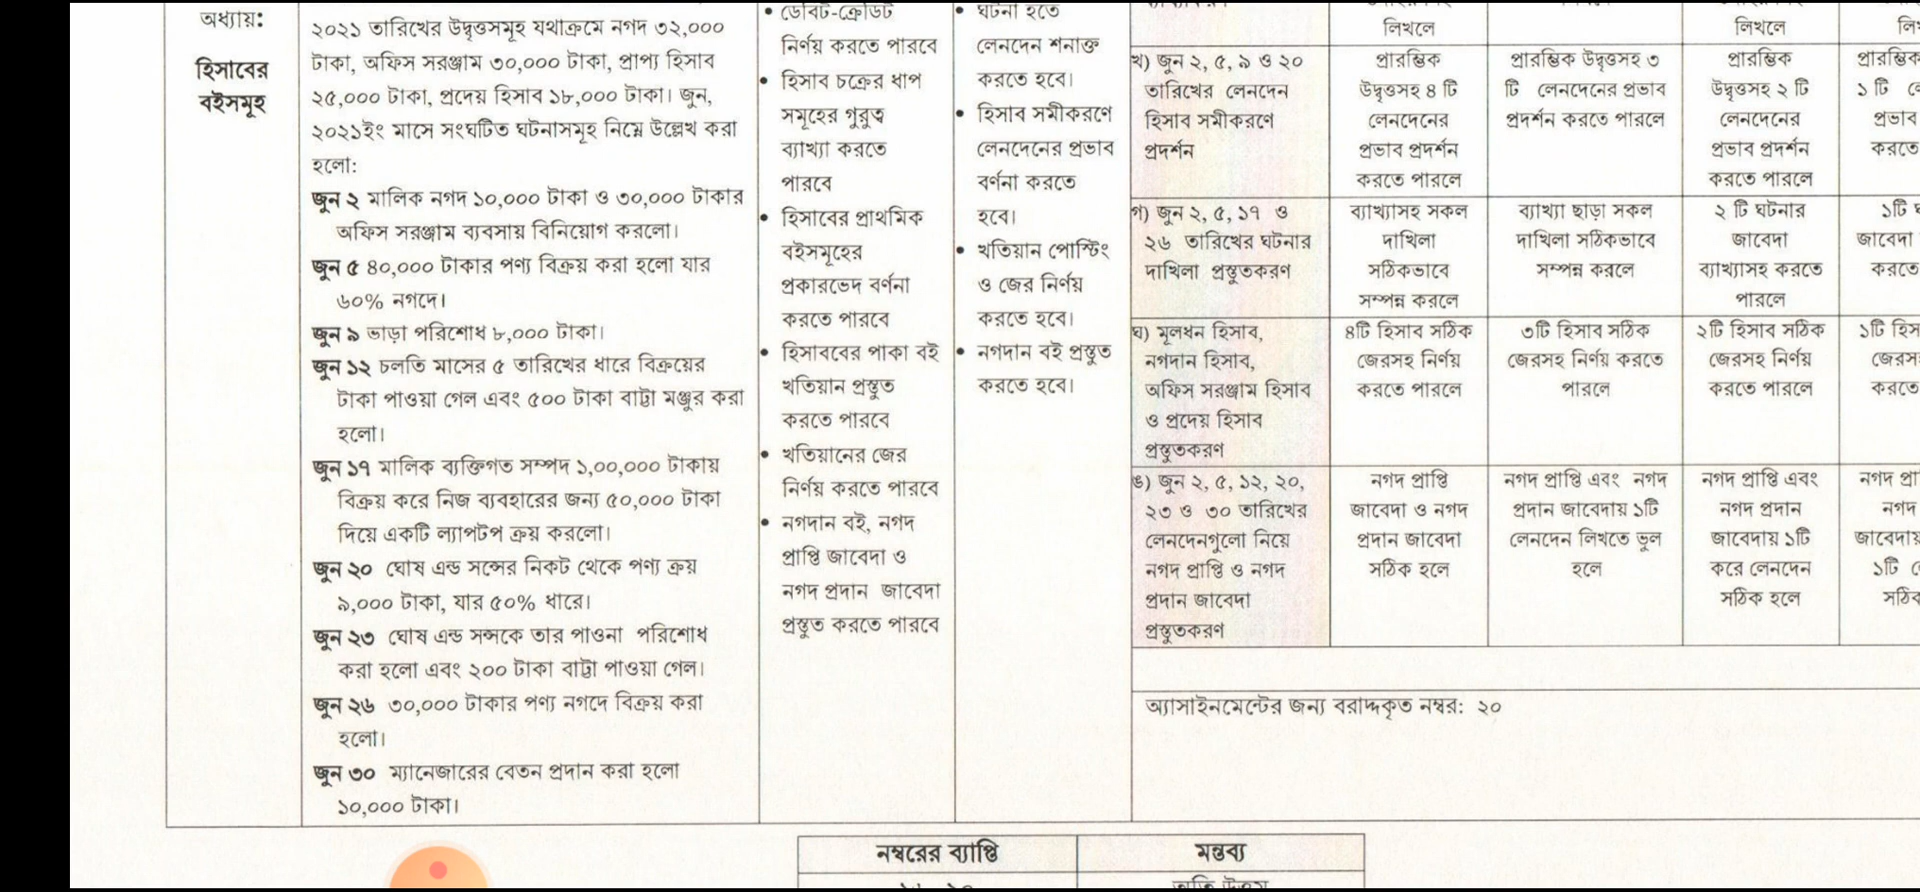 অধ্যায়:
হিসাবের
বইসমূহ
২০২১ তারিখের উদ্বৃত্তসমূহ যথাক্রমে নগদ ৩২,০০০
টাকা, অফিস সরঞ্জাম ৩০,০০০ টাকা, প্রাপ্য হিসাব
২৫,০০০ টাকা, প্রদেয় হিসাব ১৮,০০০ টাকা। জুন,
২০২১ইং মাসে সংঘটিত ঘটনাসমূহ নিম্নে উল্লেখ করা
হলো:
জুন ২ মালিক নগদ ১০,০০০ টাকা ও ৩০,০০০ টাকার
অফিস সরঞ্জাম ব্যবসায় বিনিয়োগ করলো।
জুন ৫ ৪০,০০০ টাকার পণ্য বিক্রয় করা হলো যার
৬০% নগদে।
জুন ৯ ভাড়া পরিশোধ ৮,০০০ টাকা।
জুন ১২ চলতি মাসের ৫ তারিখের ধারে বিক্রয়ের
টাকা পাওয়া গেল এবং ৫০০ টাকা বাট্টা মঞ্জুর করা
হলো।
জুন ১৭ মালিক ব্যক্তিগত সম্পদ ১,০০,০০০ টাকায়
বিক্রয় করে নিজ ব্যবহারের জন্য ৫০,০০০ টাকা
দিয়ে একটি ল্যাপটপ ক্রয় করলো।
জুন ২০ ঘোষ এন্ড সন্সের নিকট থেকে পণ্য ক্রয়
৯,০০০ টাকা, যার ৫০% ধারে।
জুন ২৩ ঘোষ এন্ড সন্সকে তার পাওনা পরিশোধ
করা হলো এবং ২০০ টাকা বাট্টা পাওয়া গেল।
জুন ২৬ ৩০,০০০ টাকার পণ্য নগদে বিক্রয় করা
হলো।
জুন ৩০ ম্যানেজারের বেতন প্রদান করা হলো
১০,০০০ টাকা।
• ডেবিট-ক্রেডিট
নির্ণয় করতে পারবে
• হিসাব চক্রের ধাপ
সমূহের গুরুত্ব
ব্যাখ্যা করতে
পারবে
• হিসাবের প্রাথমিক
বইসমূহের
প্রকারভেদ বর্ণনা
করতে পারবে
• হিসাববের পাকা বই
খতিয়ান প্রস্তুত
করতে পারবে
• খতিয়ানের জের
নির্ণয় করতে পারবে
• নগদান বই, নগদ
প্রাপ্তি জাবেদা ও
নগদ প্রদান জাবেদা
প্রস্তুত করতে পারবে
• ঘটনা হতে
লেনদেন শনাক্ত
করতে হবে।
• হিসাব সমীকরণে
লেনদেনের প্রভাব
বর্ণনা করতে
হবে।
• খতিয়ান পোস্টিং
ও জের নির্ণয়
করতে হবে।
• নগদান বই প্রস্তুত
করতে হবে।
লিখলে
লিখলে
খ) জুন ২, ৫, ৯ ও ২০
তারিখের লেনদেন
হিসাব সমীকরণে
প্রদর্শন
প্রারম্ভিক
উদ্বৃত্তসহ ৪ টি
লেনদেনের
প্রভাব প্রদর্শন
করতে পারলে
প্রারম্ভিক উদ্বৃত্তসহ ৩
টি লেনদেনের প্রভাব
প্রদর্শন করতে পারলে
প্রারম্ভিক
উদ্বৃত্তসহ ২ টি
লেনদেনের
প্রভাব প্রদর্শন
করতে পারলে
প্রারম্ভিক
১ টি
প্রভাব
করতে
গ) জুন ২, ৫, ১৭ ও
২৬ তারিখের ঘটনার
দাখিলা প্রস্তুতকরণ
ব্যাখ্যাসহ সকল
দাখিলা
সঠিকভাবে
সম্পন্ন করলে
ব্যাখ্যা ছাড়া সকল
দাখিলা সঠিকভাবে
সম্পন্ন করলে
২ টি ঘটনার
জাবেদা
ব্যাখ্যাসহ করতে
পারলে
১টি
জাবেদা
করতে
ঘ) মূলধন হিসাব,
নগদান হিসাব,
অফিস সরঞ্জাম হিসাব
ও প্রদেয় হিসাব
প্রস্তুতকরণ
৪টি হিসাব সঠিক
জেরসহ নির্ণয়
করতে পারলে
৩টি হিসাব সঠিক
জেরসহ নির্ণয় করতে
পারলে
২টি হিসাব সঠিক
জেরসহ নির্ণয়
করতে পারলে
১টি
করতে
ঙ) জুন ২, ৫, ১২, ২০,
২৩ ও ৩০ তারিখের
লেনদেনগুলো নিয়ে
নগদ প্রাপ্তি ও নগদ
প্রদান জাবেদা
প্রস্তুতকরণ
নগদ প্রাপ্তি
জাবেদা ও নগদ
প্রদান জাবেদা
সঠিক হলে
নগদ প্রাপ্তি এবং নগদ
প্রদান জাবেদায় ১টি
লেনদেন লিখতে ভুল
হলে
নগদ প্রাপ্তি এবং
নগদ প্রদান
জাবেদায় ১টি
করে লেনদেন
সঠিক হলে
নগদ
নগদ
জাবেদায়
১টি
অ্যাসাইনমেন্টের জন্য বরাদ্দকৃত নম্বর: ২০
নম্বরের ব্যাপ্তি
মন্তব্য